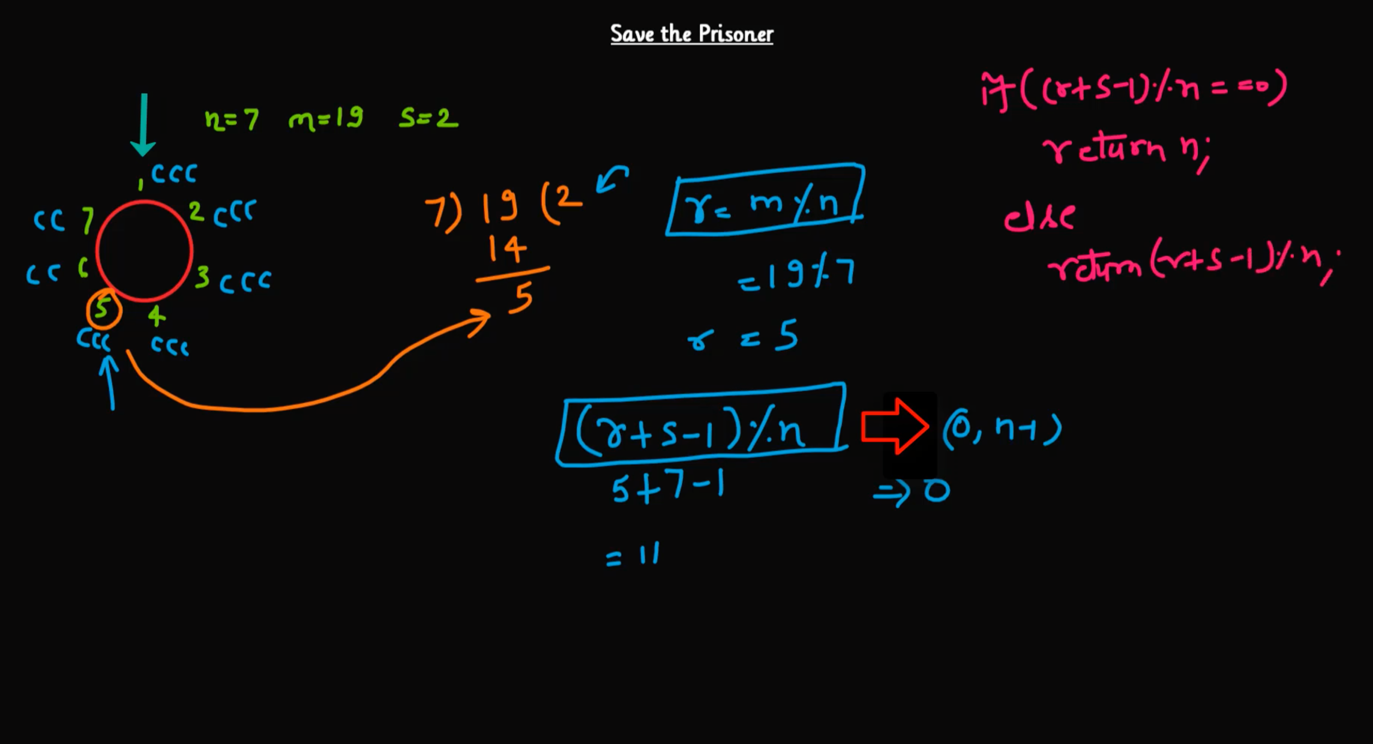 Save the Prisoner
n=7 m=19 s=2
1 ccc
2 ccc
3 ccc
4
ccc
5
ccc
6 cc
7 cc
7) 19 (2
14
5
r = m % n
= 19 % 7
r = 5
(r+s-1) % n
(0, n-1)
5+7-1
=> 0
= 11
if ((r+s-1) % n == 0)
return n;
else
return (r+s-1) % n;